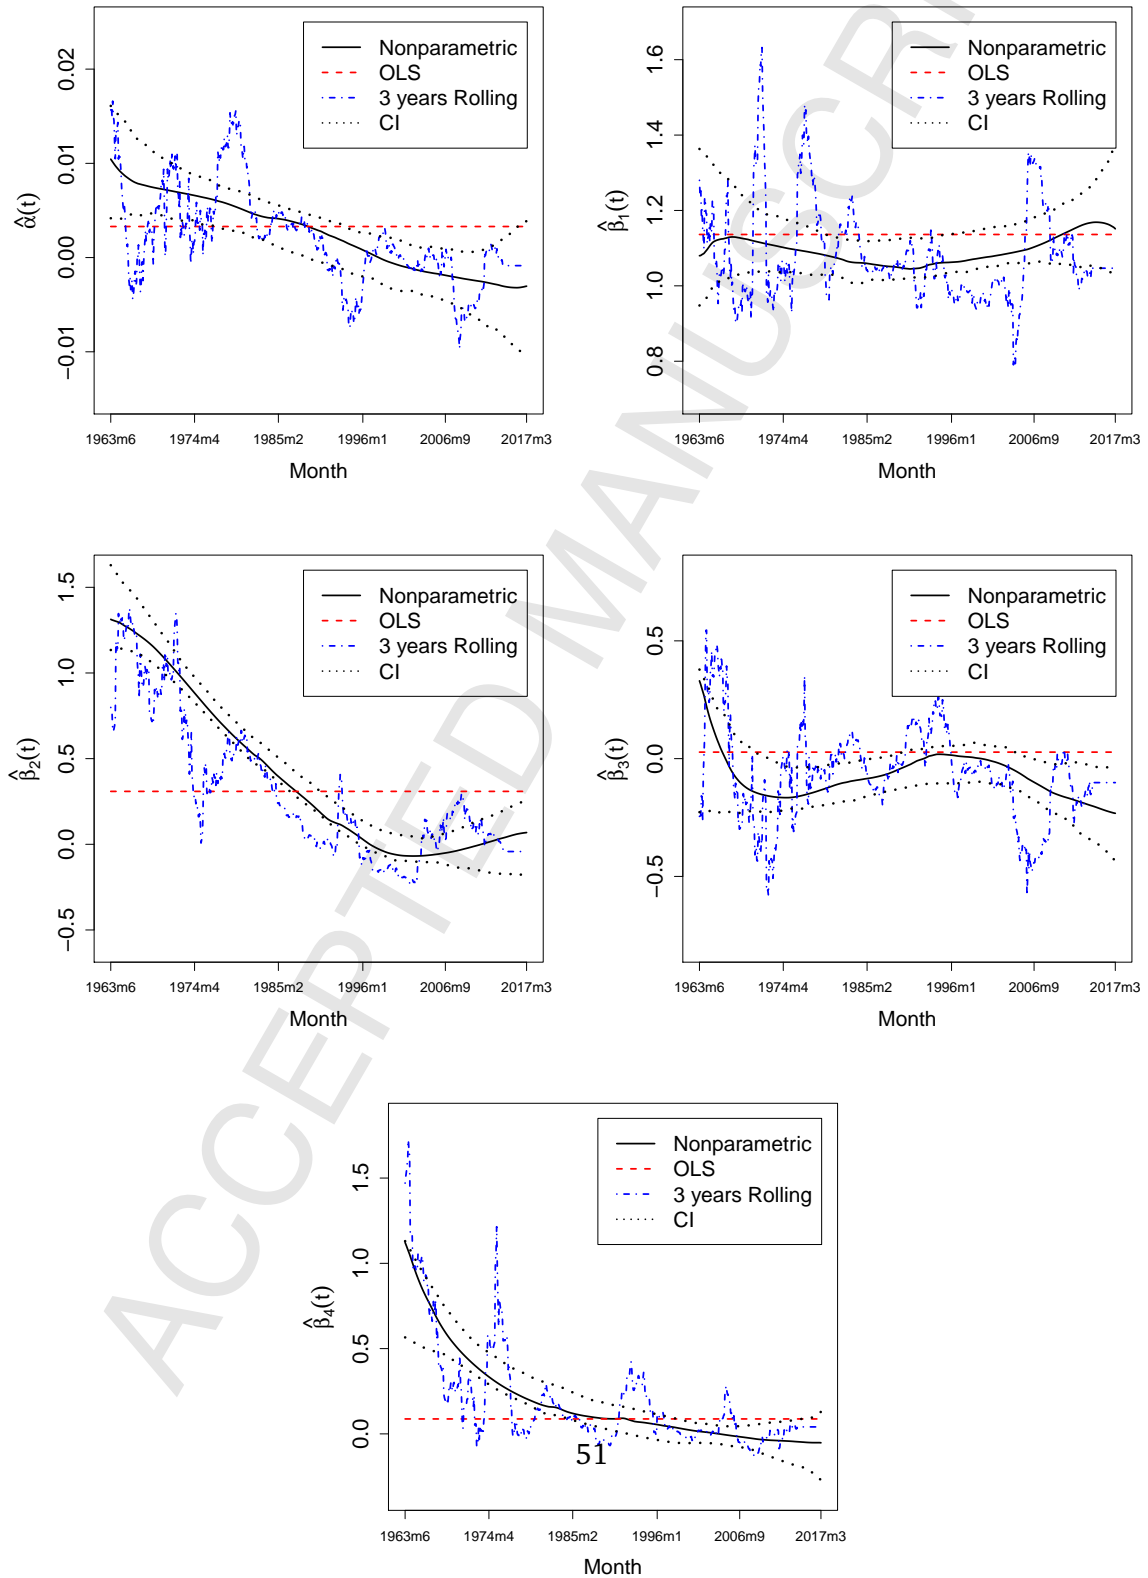 Nonparametric
OLS
3 years Rolling
CI
α̂(t)
0.02
0.01
0.00
−0.01
1963m6 1974m4 1985m2 1996m1 2006m9 2017m3
Month
Nonparametric
OLS
3 years Rolling
CI
β̂1(t)
1.6
1.4
1.2
1.0
0.8
1963m6 1974m4 1985m2 1996m1 2006m9 2017m3
Month
Nonparametric
OLS
3 years Rolling
CI
β̂2(t)
1.5
1.0
0.5
0.0
−0.5
1963m6 1974m4 1985m2 1996m1 2006m9 2017m3
Month
Nonparametric
OLS
3 years Rolling
CI
β̂3(t)
0.5
0.0
−0.5
1963m6 1974m4 1985m2 1996m1 2006m9 2017m3
Month
Nonparametric
OLS
3 years Rolling
CI
β̂4(t)
1.5
1.0
0.5
0.0
1963m6 1974m4 1985m2 1996m1 2006m9 2017m3
Month
51
ACCEPTED MANUSCRI